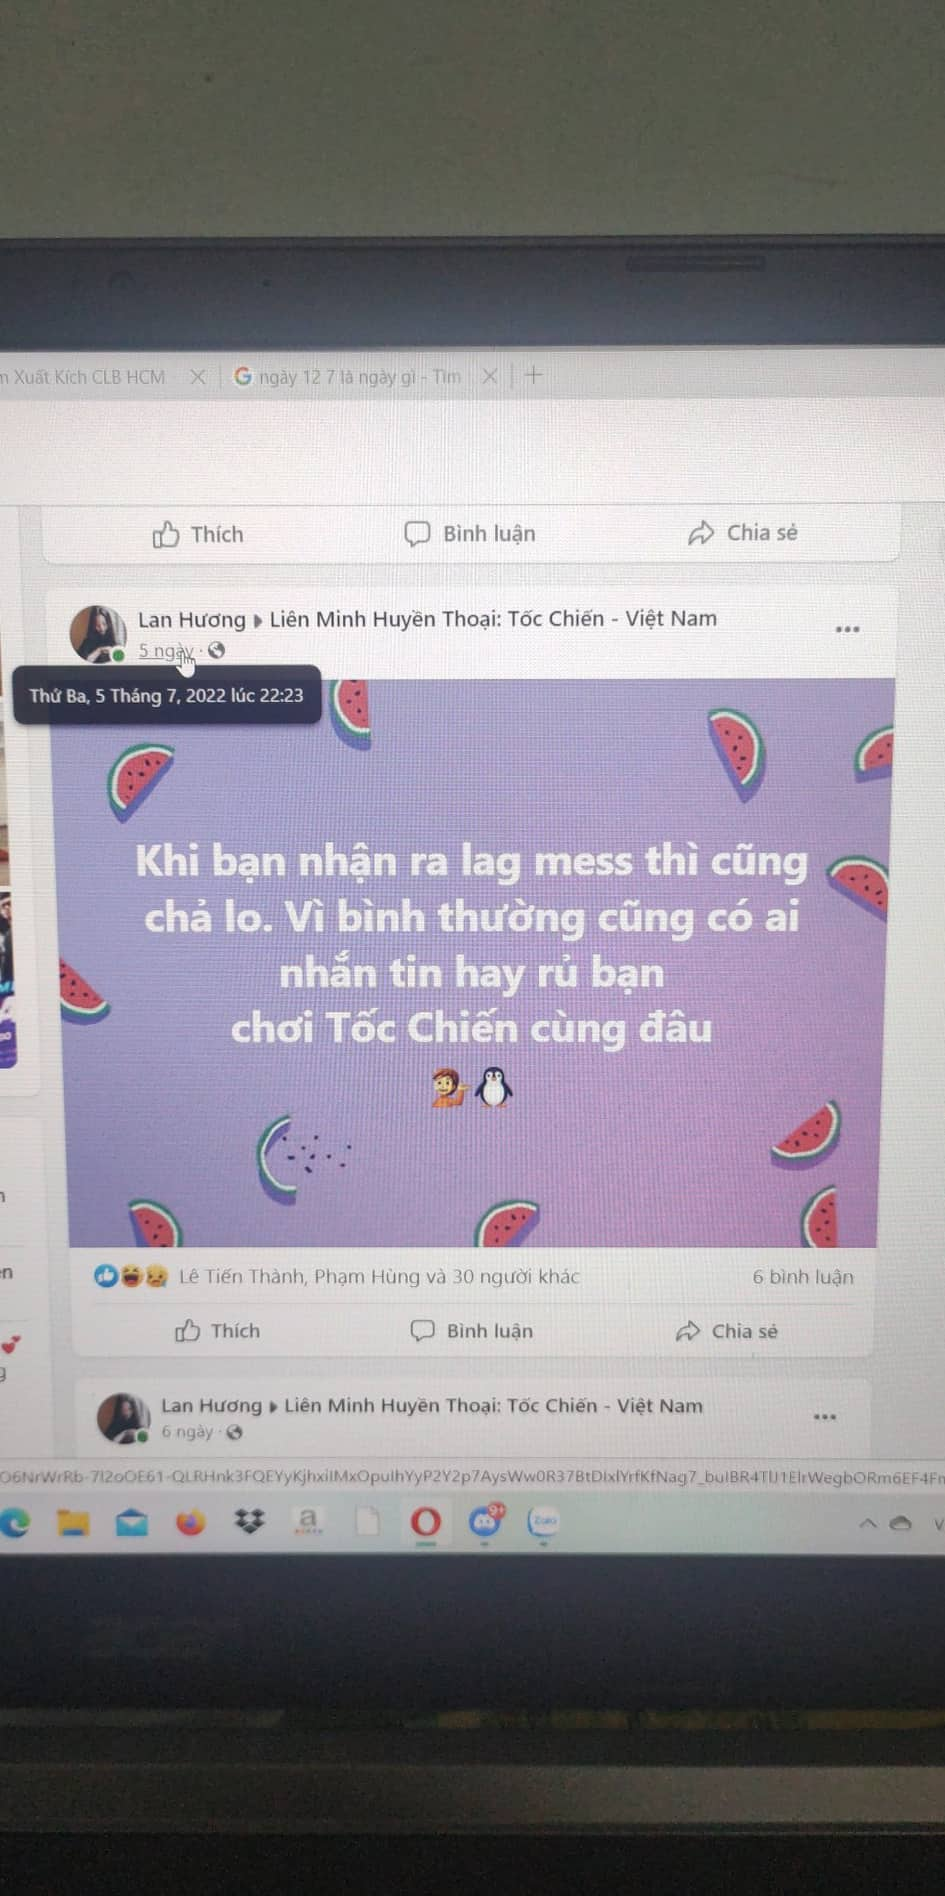 Xuất Kích CLB HCM
ngày 12 7 là ngày gì - Tìm
Thích
Bình luận
Chia sẻ
Lan Hương ▸ Liên Minh Huyền Thoại: Tốc Chiến - Việt Nam
5 ngày ·
Thứ Ba, 5 Tháng 7, 2022 lúc 22:23
Khi bạn nhận ra lag mess thì cũng
chả lo. Vì bình thường cũng có ai
nhắn tin hay rủ bạn
chơi Tốc Chiến cùng đâu
Lê Tiến Thành, Phạm Hùng và 30 người khác
6 bình luận
Thích
Bình luận
Chia sẻ
Lan Hương ▸ Liên Minh Huyền Thoại: Tốc Chiến - Việt Nam
6 ngày ·
9+
Zalo